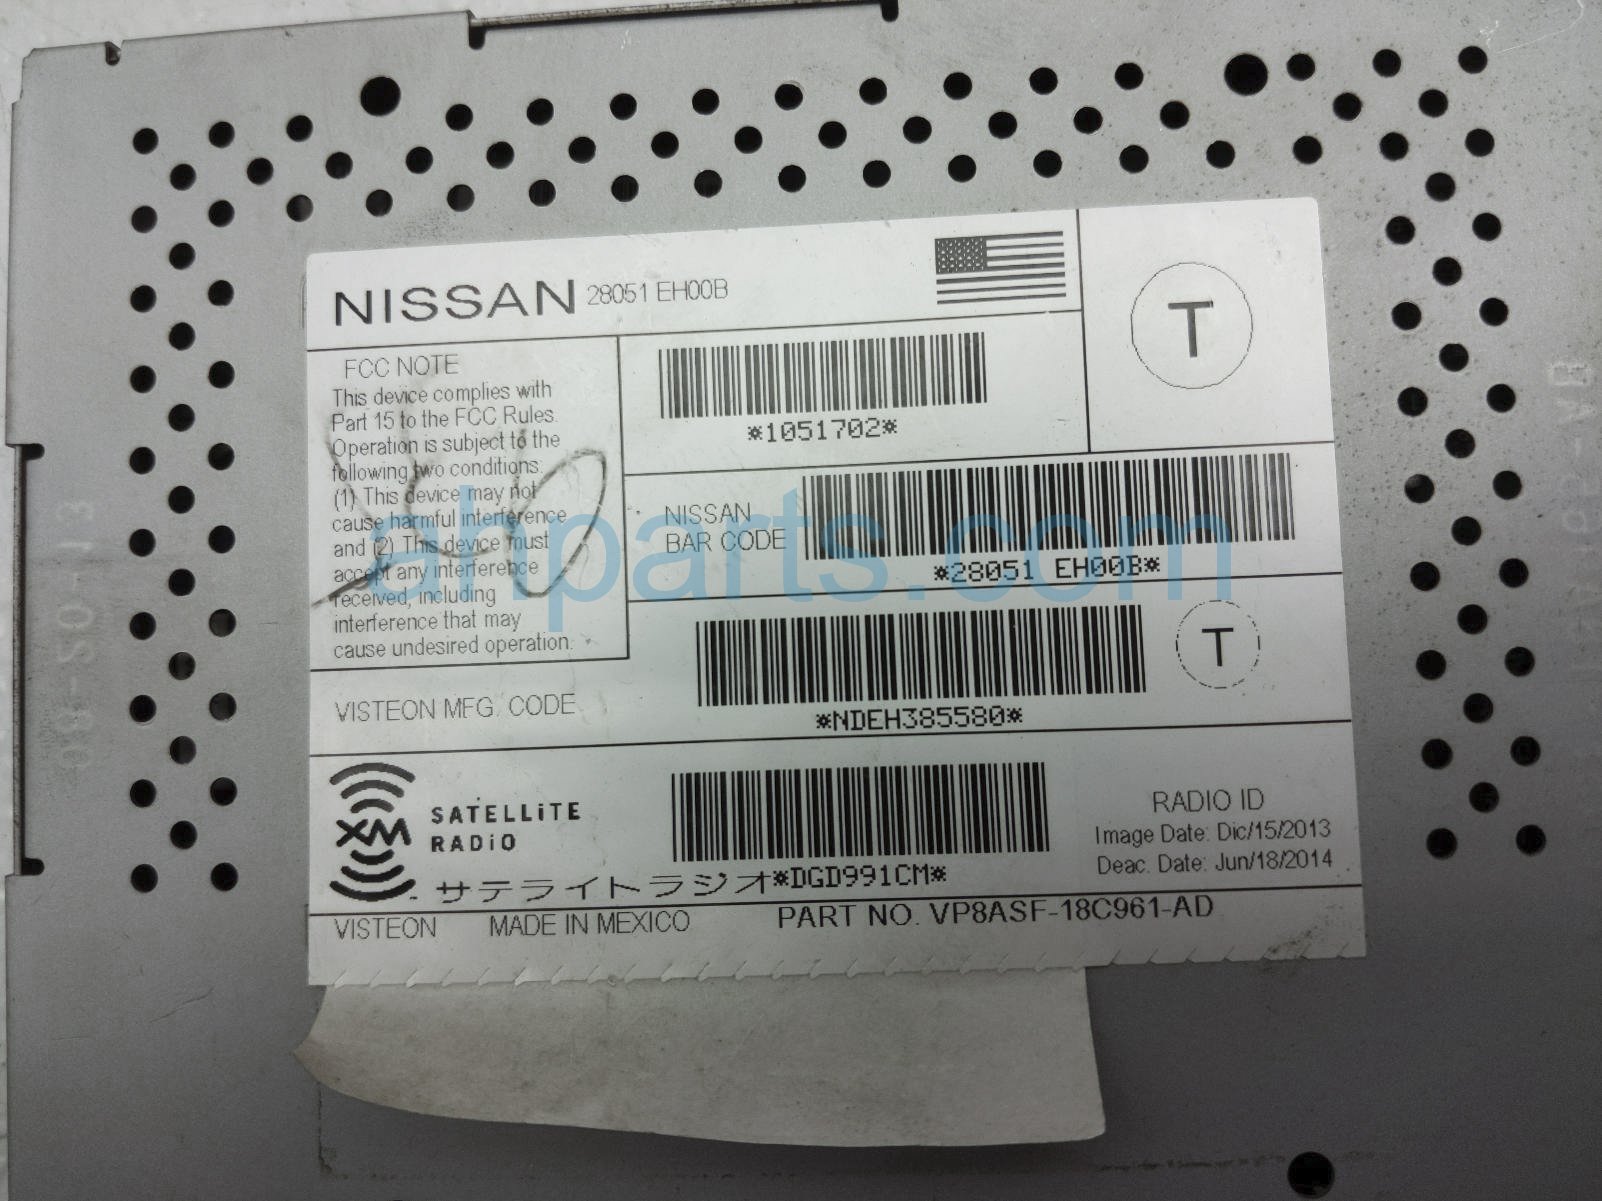 NISSAN 28051 EH00B
T
FCC NOTE
This device complies with
Part 15 to the FCC Rules.
Operation is subject to the
following two conditions:
(1) This device may not
cause harmful interference
and (2) This device must
accept any interference
received, including
interference that may
cause undesired operation.
*1051702*
NISSAN
BAR CODE
*28051 EH00B*
VISTEON MFG. CODE
*NDEH385580*
T
XM SATELLiTE
RADiO
サテライトラジオ *DGD991CM*
RADIO ID
Image Date: Dic/15/2013
Deac. Date: Jun/18/2014
VISTEON MADE IN MEXICO PART NO. VP8ASF-18C961-AD
ahparts.com